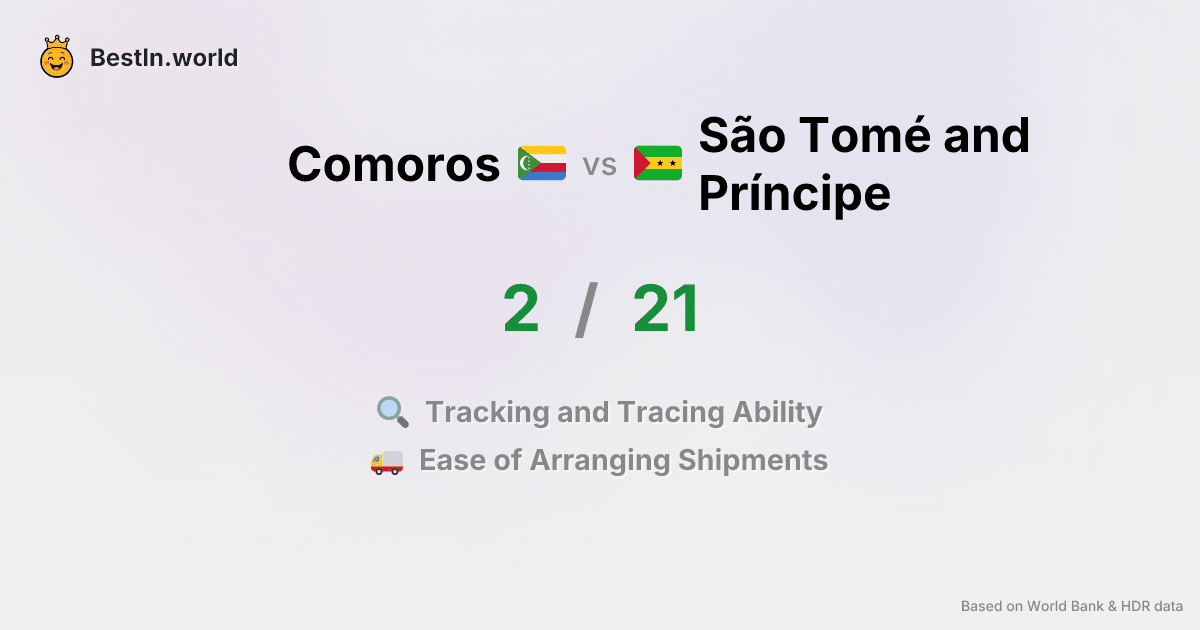 BestIn.world
Comoros vs São Tomé and Príncipe
2 / 21
Tracking and Tracing Ability
Ease of Arranging Shipments
Based on World Bank & HDR data